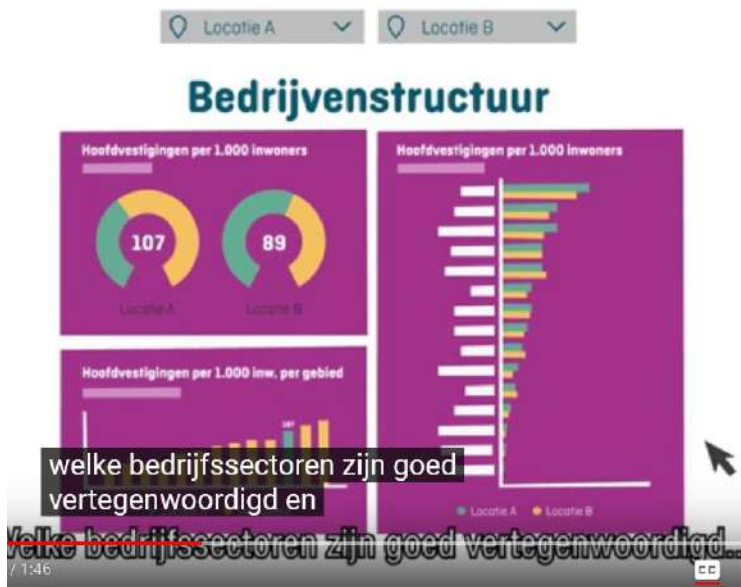 Locatie A
Locatie B
Bedrijvenstructuur
Hoofdvestigingen per 1.000 inwoners
107
89
Locatie A
Locatie B
Hoofdvestigingen per 1.000 inwoners
Locatie A
Locatie B
Hoofdvestigingen per 1.000 inw. per gebied
welke bedrijfssectoren zijn goed
vertegenwoordigd en
Welke bedrijfssectoren zijn goed vertegenwoordigd...
/ 1:46